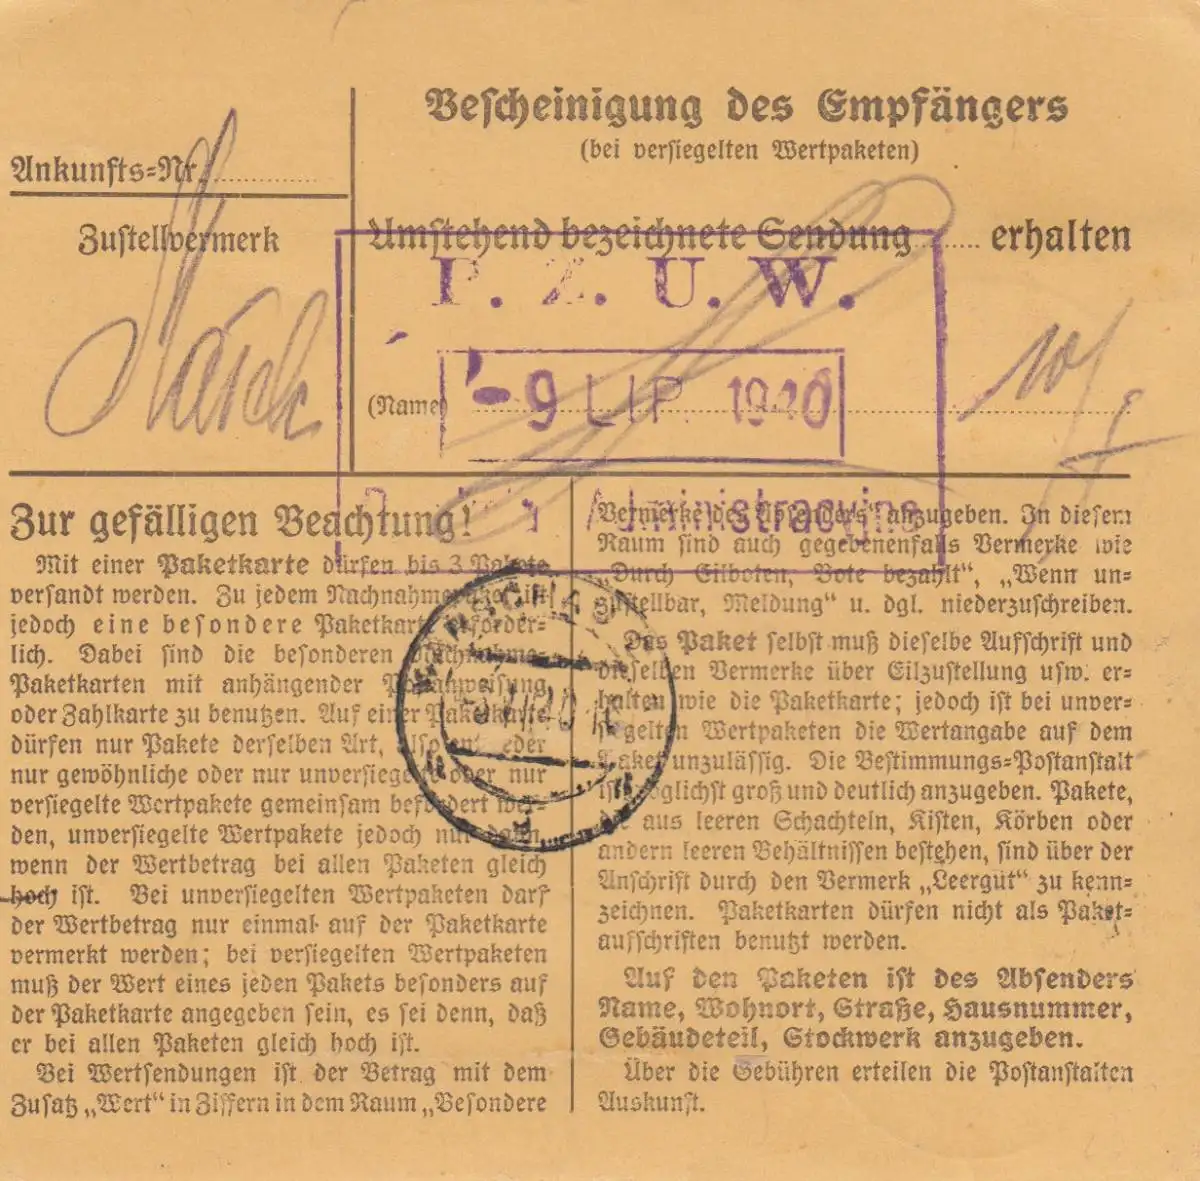 Bescheinigung des Empfängers
(bei versiegelten Wertpaketen)
Ankunfts-Nr.
Zustellvermerk
Umstehend bezeichnete Sendung ........ erhalten
P. Z. U. W.
(Name)
-9 LIP. 1940
Administracyjns
Zur gefälligen Beachtung!
Mit einer Paketkarte dürfen bis 3 Pakete
versandt werden. Zu jedem Nachnahmepaket ist
jedoch eine besondere Paketkarte erforder-
lich. Dabei sind die besonderen Nachnahme-
Paketkarten mit anhängender Postanweisung
oder Zahlkarte zu benutzen. Auf einer Paketkarte
dürfen nur Pakete derselben Art, also entweder
nur gewöhnliche oder nur unversiegelte oder nur
versiegelte Wertpakete gemeinsam befördert wer-
den, unversiegelte Wertpakete jedoch nur dann,
wenn der Wertbetrag bei allen Paketen gleich
hoch ist. Bei unversiegelten Wertpaketen darf
der Wertbetrag nur einmal auf der Paketkarte
vermerkt werden; bei versiegelten Wertpaketen
muß der Wert eines jeden Pakets besonders auf
der Paketkarte angegeben sein, es sei denn, daß
er bei allen Paketen gleich hoch ist.
Bei Wertsendungen ist der Betrag mit dem
Zusatz „Wert“ in Ziffern in dem Raum „Besondere
Vermerke des Absenders“ anzugeben. In diesem
Raum sind auch gegebenenfalls Vermerke wie
„Durch Eilboten, Bote bezahlt“, „Wenn un-
zustellbar, Meldung“ u. dgl. niederzuschreiben.
Das Paket selbst muß dieselbe Aufschrift und
dieselben Vermerke über Eilzustellung usw. er-
halten wie die Paketkarte; jedoch ist bei unver-
siegelten Wertpaketen die Wertangabe auf dem
Paket unzulässig. Die Bestimmungs-Postanstalt
ist möglichst groß und deutlich anzugeben. Pakete,
die aus leeren Schachteln, Kisten, Körben oder
andern leeren Behältnissen bestehen, sind über der
Anschrift durch den Vermerk „Leergut“ zu kenn-
zeichnen. Paketkarten dürfen nicht als Paket-
aufschriften benutzt werden.
Auf den Paketen ist des Absenders
Name, Wohnort, Straße, Hausnummer,
Gebäudeteil, Stockwerk anzugeben.
Über die Gebühren erteilen die Postanstalten
Auskunft.